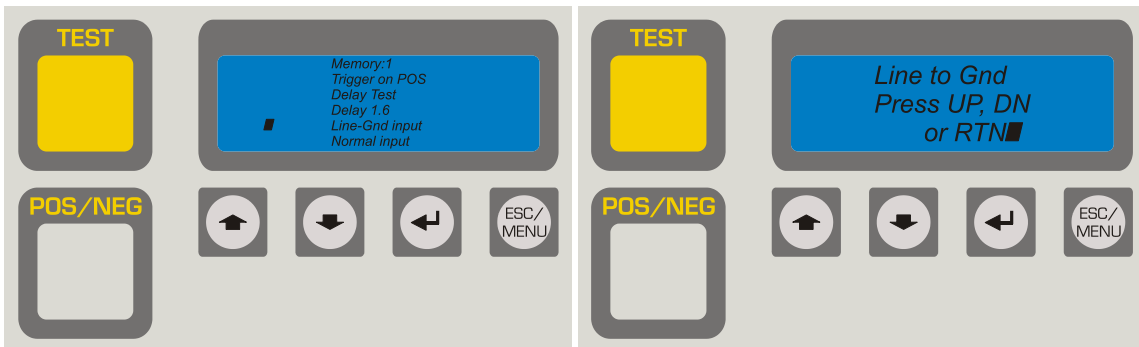 TEST
Memory:1
Trigger on POS
Delay Test
Delay 1.6
Line-Gnd input
Normal input
POS/NEG
ESC/
MENU
TEST
Line to Gnd
Press UP, DN
or RTN
POS/NEG
ESC/
MENU